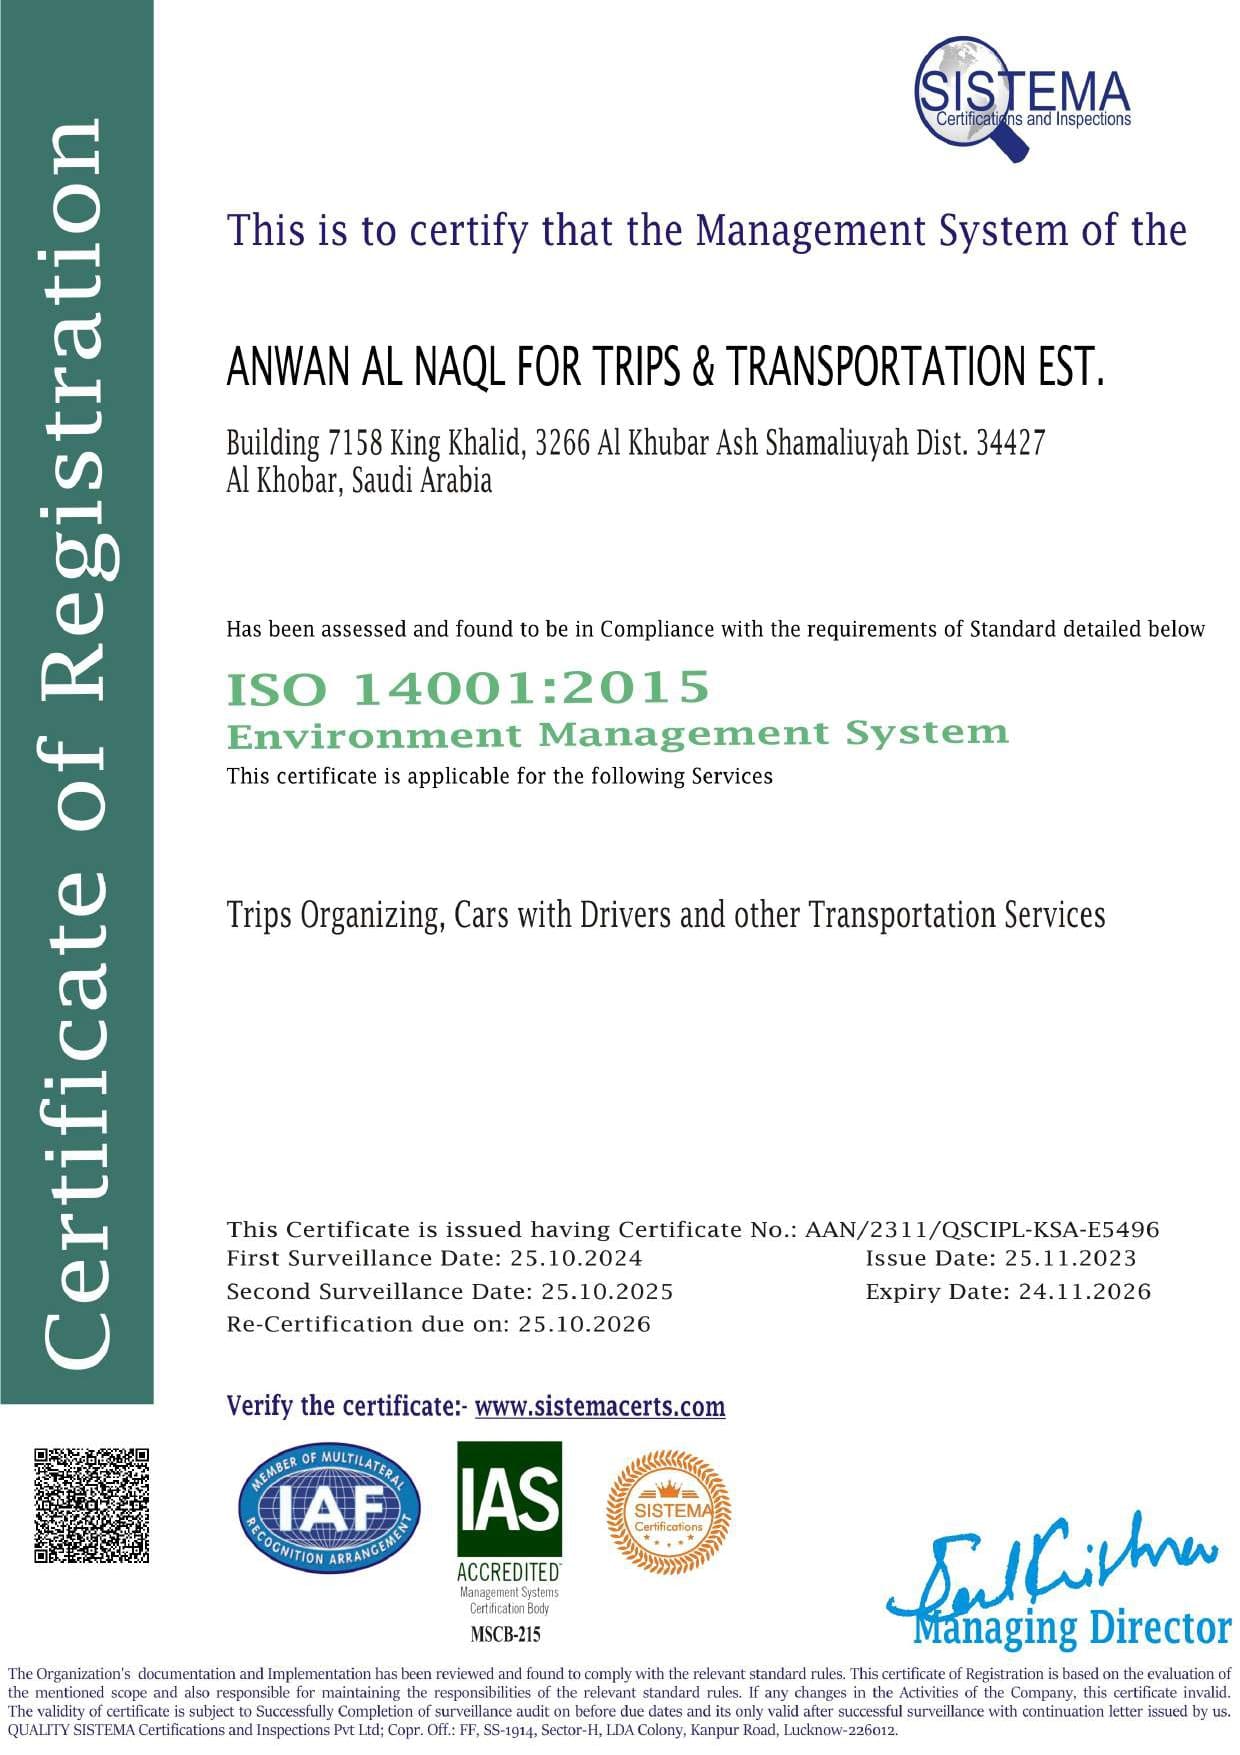 Certificate of Registration
SISTEMA
Certifications and Inspections
This is to certify that the Management System of the
ANWAN AL NAQL FOR TRIPS & TRANSPORTATION EST.
Building 7158 King Khalid, 3266 Al Khubar Ash Shamaliuyah Dist. 34427
Al Khobar, Saudi Arabia
Has been assessed and found to be in Compliance with the requirements of Standard detailed below
ISO 14001:2015
Environment Management System
This certificate is applicable for the following Services
Trips Organizing, Cars with Drivers and other Transportation Services
This Certificate is issued having Certificate No.: AAN/2311/QSCIPL-KSA-E5496
First Surveillance Date: 25.10.2024 Issue Date: 25.11.2023
Second Surveillance Date: 25.10.2025 Expiry Date: 24.11.2026
Re-Certification due on: 25.10.2026
Verify the certificate:- www.sistemacerts.com
MEMBER OF MULTILATERAL
IAF
RECOGNITION ARRANGEMENT
IAS
ACCREDITED
Management Systems
Certification Body
MSCB-215
SISTEMA
Certifications
Managing Director
The Organization's documentation and Implementation has been reviewed and found to comply with the relevant standard rules. This certificate of Registration is based on the evaluation of
the mentioned scope and also responsible for maintaining the responsibilities of the relevant standard rules. If any changes in the Activities of the Company, this certificate invalid.
The validity of certificate is subject to Successfully Completion of surveillance audit on before due dates and its only valid after successful surveillance with continuation letter issued by us.
QUALITY SISTEMA Certifications and Inspections Pvt Ltd; Copr. Off.: FF, SS-1914, Sector-H, LDA Colony, Kanpur Road, Lucknow-226012.